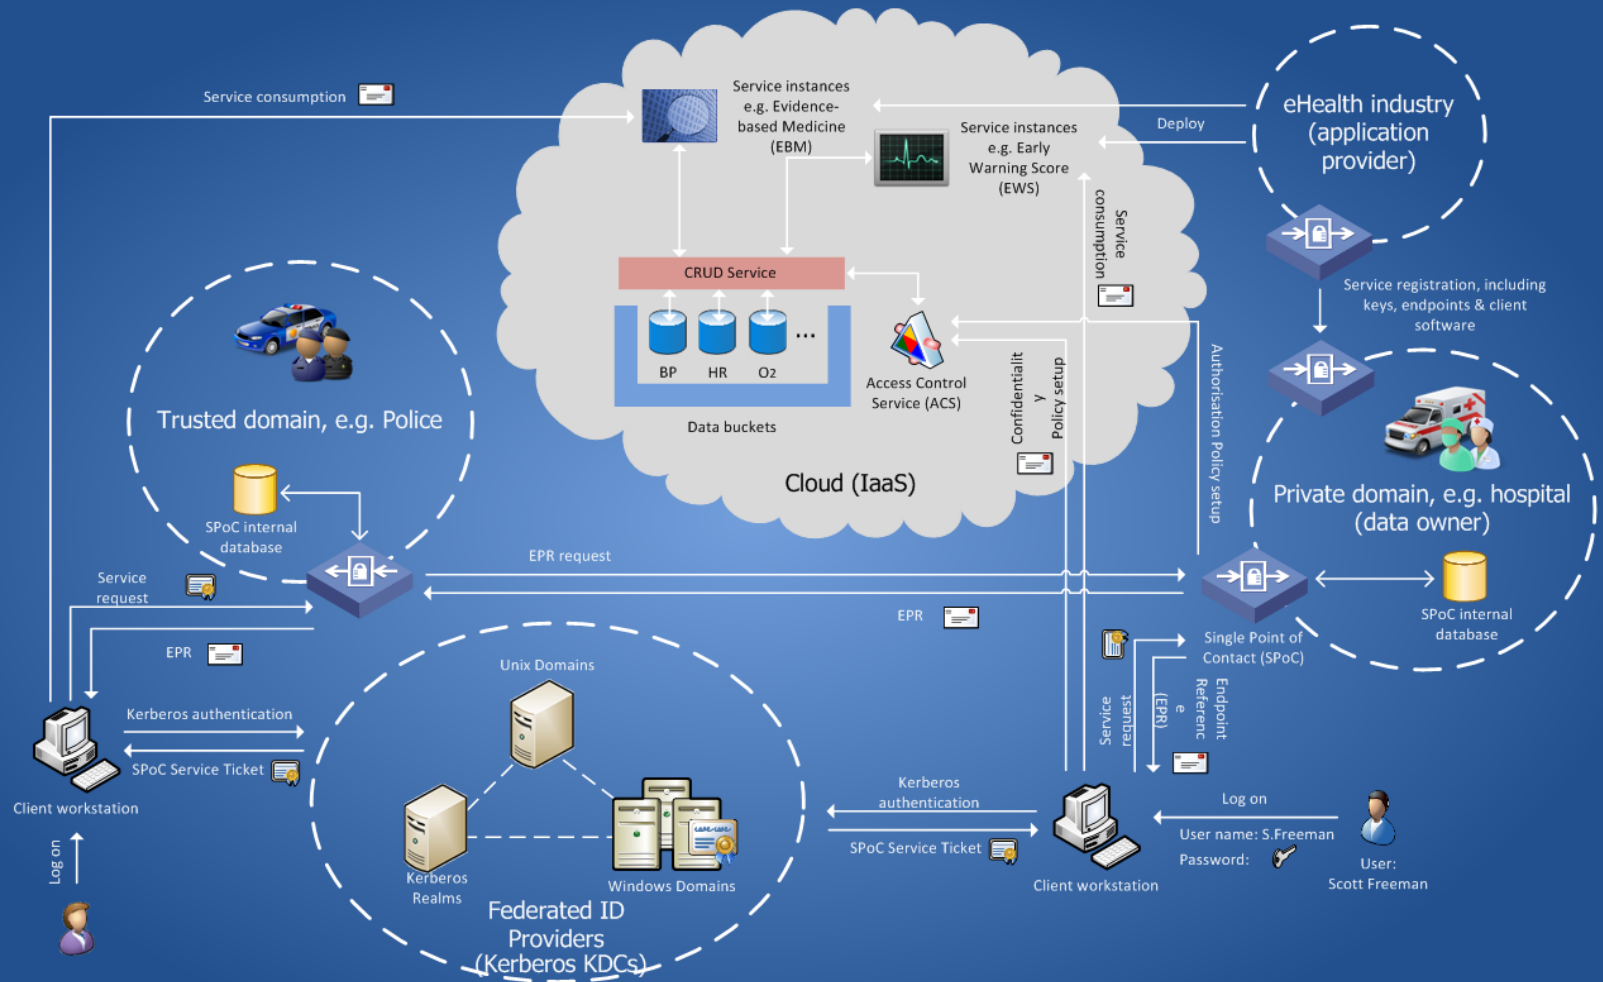 Service consumption
Service instances
e.g. Evidence-
based Medicine
(EBM)
Service instances
e.g. Early
Warning Score
(EWS)
Deploy
eHealth industry
(application
provider)
Service
consumption
CRUD Service
BP
HR
O2
...
Data buckets
Access Control
Service (ACS)
Cloud (IaaS)
Confidentialit
y
Policy setup
Authorisation Policy setup
Service registration, including
keys, endpoints & client
software
Trusted domain, e.g. Police
SPoC internal
database
Private domain, e.g. hospital
(data owner)
SPoC internal
database
EPR request
EPR
Service
request
EPR
Single Point of
Contact (SPoC)
Service
request
Endpoint
Referenc
e
(EPR)
Unix Domains
Kerberos
Realms
Windows Domains
Federated ID
Providers
(Kerberos KDCs)
Kerberos authentication
SPoC Service Ticket
Client workstation
Log on
Kerberos
authentication
SPoC Service Ticket
Client workstation
Log on
User name: S.Freeman
Password:
User:
Scott Freeman